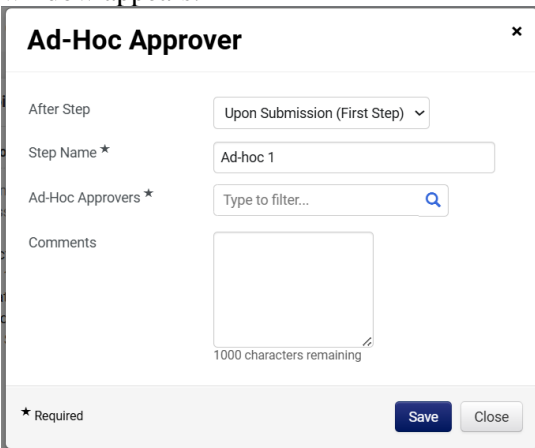 Ad-Hoc Approver ×
After Step Upon Submission (First Step)
Step Name ★ Ad-hoc 1
Ad-Hoc Approvers ★ Type to filter...
Comments
1000 characters remaining
★ Required Save Close